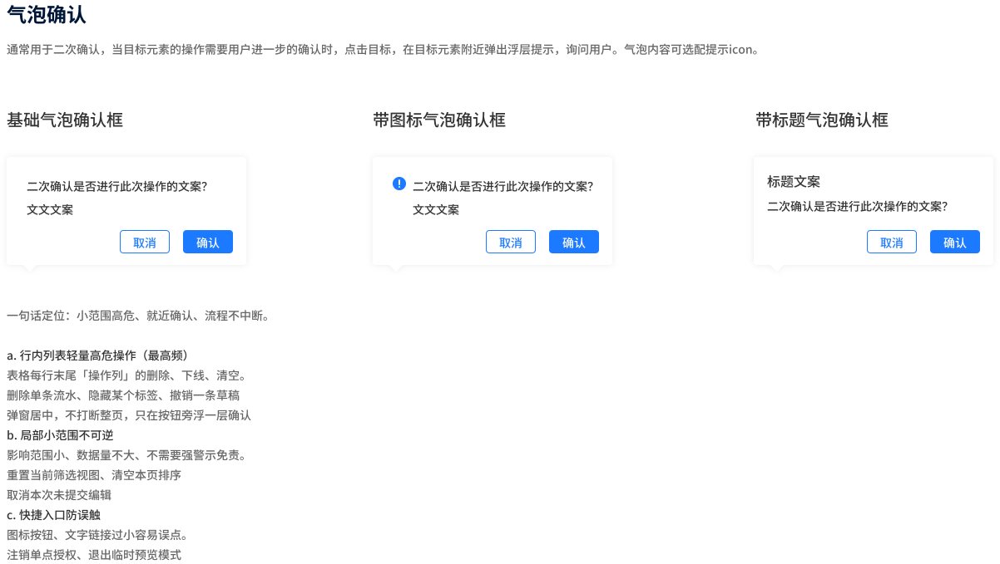 气泡确认
通常用于二次确认，当目标元素的操作需要用户进一步的确认时，点击目标，在目标元素附近弹出浮层提示，询问用户。气泡内容可选配提示icon。
基础气泡确认框
带图标气泡确认框
带标题气泡确认框
二次确认是否进行此次操作的文案？
文文文案
取消
确认
二次确认是否进行此次操作的文案？
文文文案
取消
确认
标题文案
二次确认是否进行此次操作的文案？
取消
确认
一句话定位：小范围高危、就近确认、流程不中断。
a. 行内列表轻量高危操作（最高频）
表格每行末尾「操作列」的删除、下线、清空。
删除单条流水、隐藏某个标签、撤销一条草稿
弹窗居中，不打断整页，只在按钮旁浮一层确认
b. 局部小范围不可逆
影响范围小、数据量不大、不需要强警示免责。
重置当前筛选视图、清空本页排序
取消本次未提交编辑
c. 快捷入口防误触
图标按钮、文字链接过小容易误点。
注销单点授权、退出临时预览模式